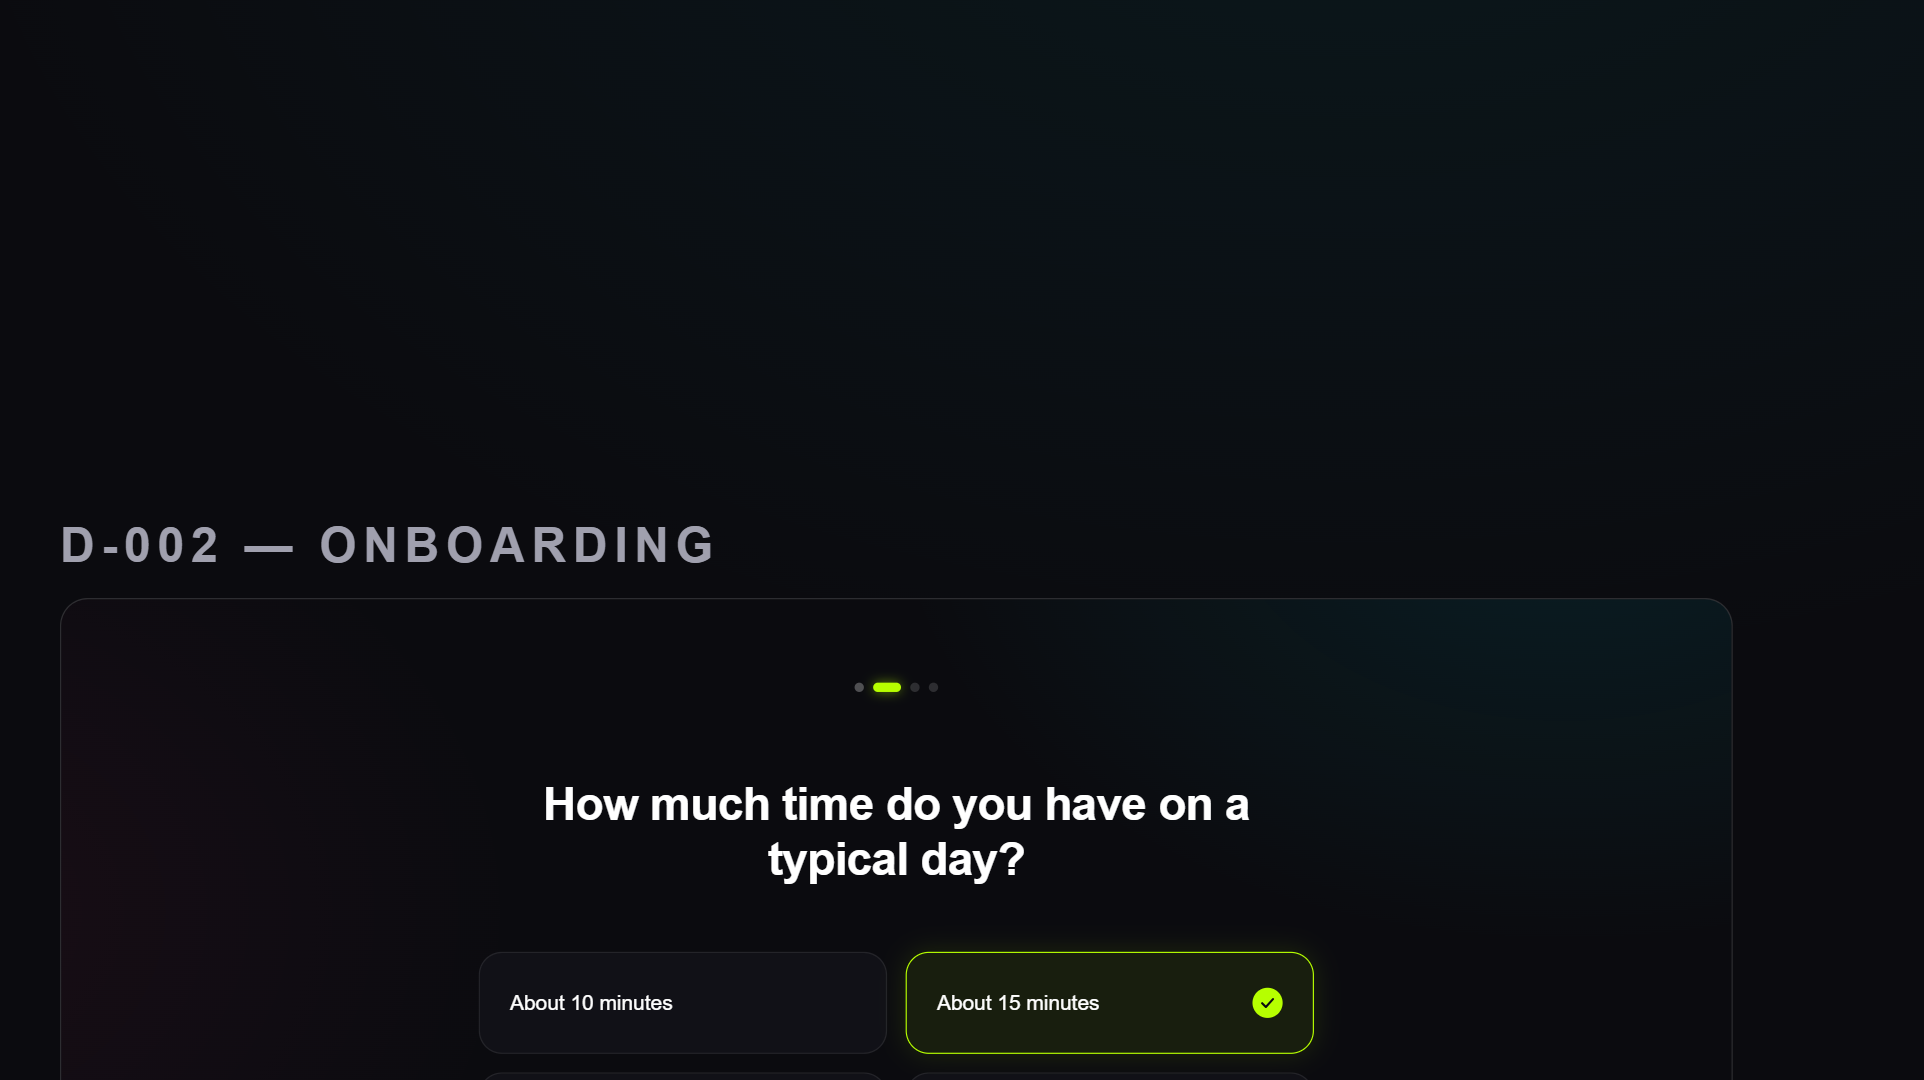 D-002 — ONBOARDING
How much time do you have on a
typical day?
About 10 minutes
About 15 minutes